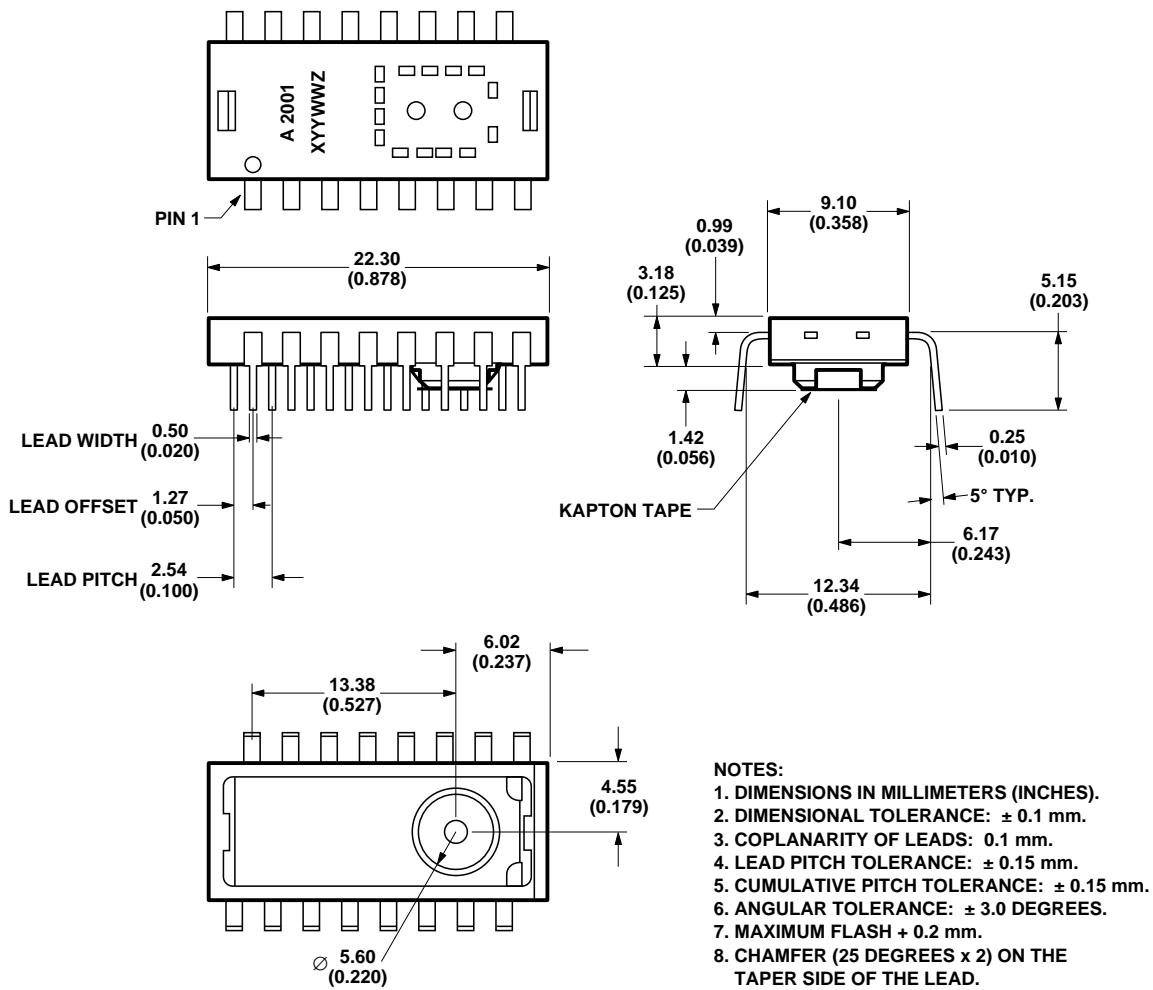 A 2001
XYYWWZ
PIN 1
22.30
(0.878)
9.10
(0.358)
0.99
(0.039)
3.18
(0.125)
5.15
(0.203)
LEAD WIDTH 0.50
(0.020)
LEAD OFFSET 1.27
(0.050)
LEAD PITCH 2.54
(0.100)
1.42
(0.056)
0.25
(0.010)
KAPTON TAPE
5° TYP.
6.17
(0.243)
12.34
(0.486)
6.02
(0.237)
13.38
(0.527)
4.55
(0.179)
∅ 5.60
(0.220)
NOTES:
1. DIMENSIONS IN MILLIMETERS (INCHES).
2. DIMENSIONAL TOLERANCE: ± 0.1 mm.
3. COPLANARITY OF LEADS: 0.1 mm.
4. LEAD PITCH TOLERANCE: ± 0.15 mm.
5. CUMULATIVE PITCH TOLERANCE: ± 0.15 mm.
6. ANGULAR TOLERANCE: ± 3.0 DEGREES.
7. MAXIMUM FLASH + 0.2 mm.
8. CHAMFER (25 DEGREES x 2) ON THE
TAPER SIDE OF THE LEAD.